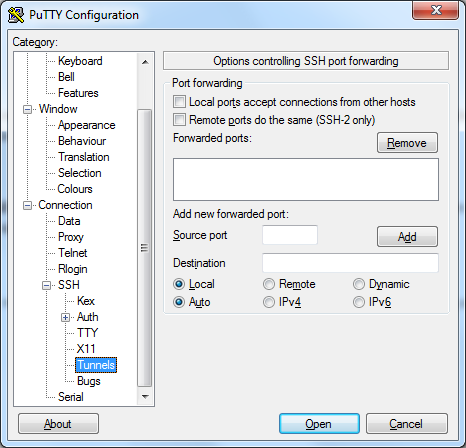 PuTTY Configuration
Category:
Keyboard
Bell
Features
Window
Appearance
Behaviour
Translation
Selection
Colours
Connection
Data
Proxy
Telnet
Rlogin
SSH
Kex
Auth
TTY
X11
Tunnels
Bugs
Serial
Options controlling SSH port forwarding
Port forwarding
Local ports accept connections from other hosts
Remote ports do the same (SSH-2 only)
Forwarded ports:
Remove
Add new forwarded port:
Source port
Add
Destination
Local Remote Dynamic
Auto IPv4 IPv6
About Open Cancel